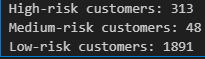 High-risk customers: 313
Medium-risk customers: 48
Low-risk customers: 1891